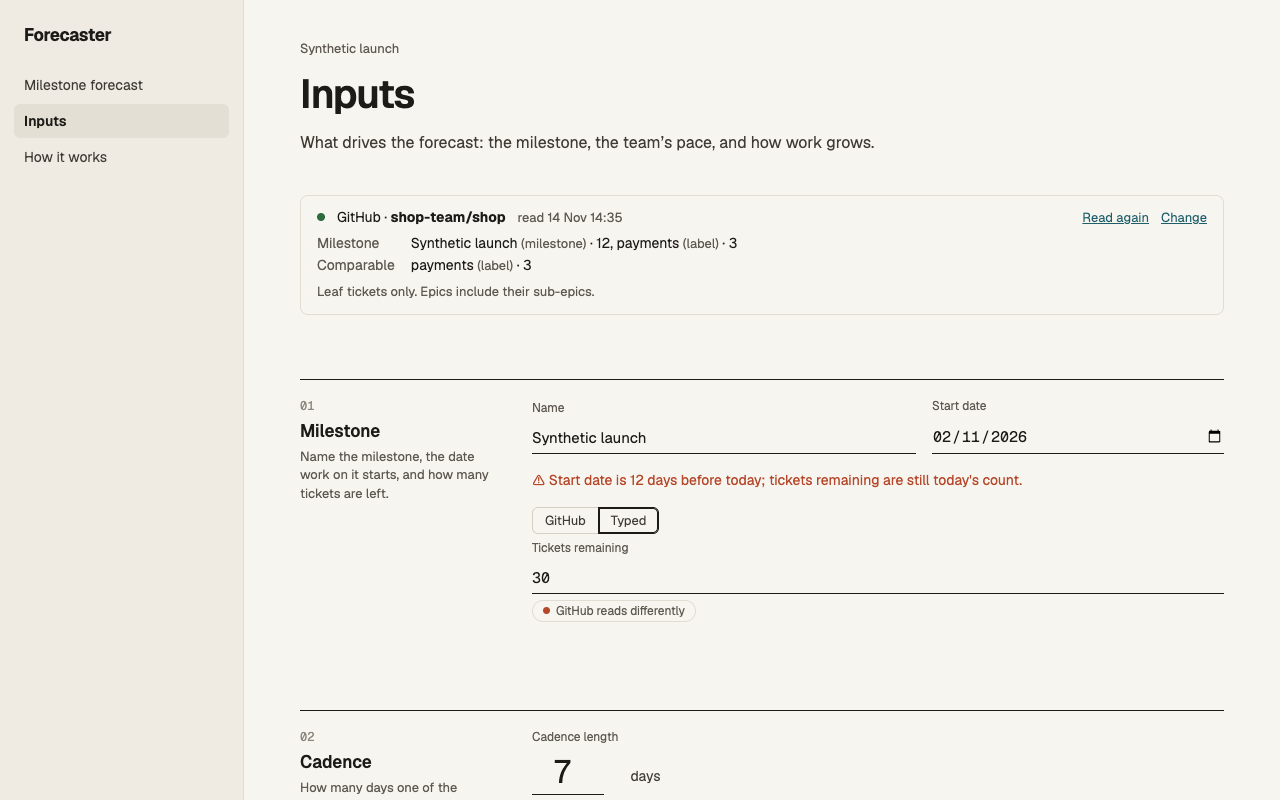 Forecaster
Milestone forecast
Inputs
How it works
Synthetic launch
Inputs
What drives the forecast: the milestone, the team’s pace, and how work grows.
GitHub · shop-team/shop read 14 Nov 14:35
Read again Change
Milestone Synthetic launch (milestone) · 12, payments (label) · 3
Comparable payments (label) · 3
Leaf tickets only. Epics include their sub-epics.
01
Milestone
Name the milestone, the date
work on it starts, and how many
tickets are left.
Name
Synthetic launch
Start date
02/11/2026
Start date is 12 days before today; tickets remaining are still today's count.
GitHub Typed
Tickets remaining
30
GitHub reads differently
02
Cadence
How many days one of the
Cadence length
7 days